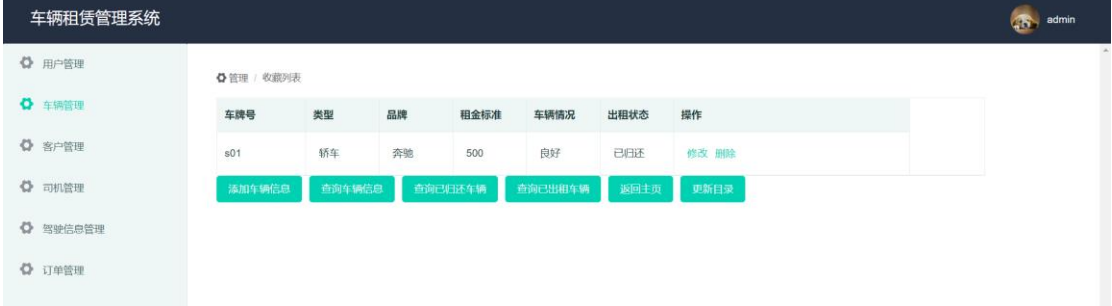 车辆租赁管理系统
admin
用户管理
车辆管理
客户管理
司机管理
驾驶信息管理
订单管理
管理 / 收藏列表
车牌号 类型 品牌 租金标准 车辆情况 出租状态 操作
s01 轿车 奔驰 500 良好 已归还 修改 删除
添加车辆信息 查询车辆信息 查询已归还车辆 查询已出租车辆 返回主页 更新目录